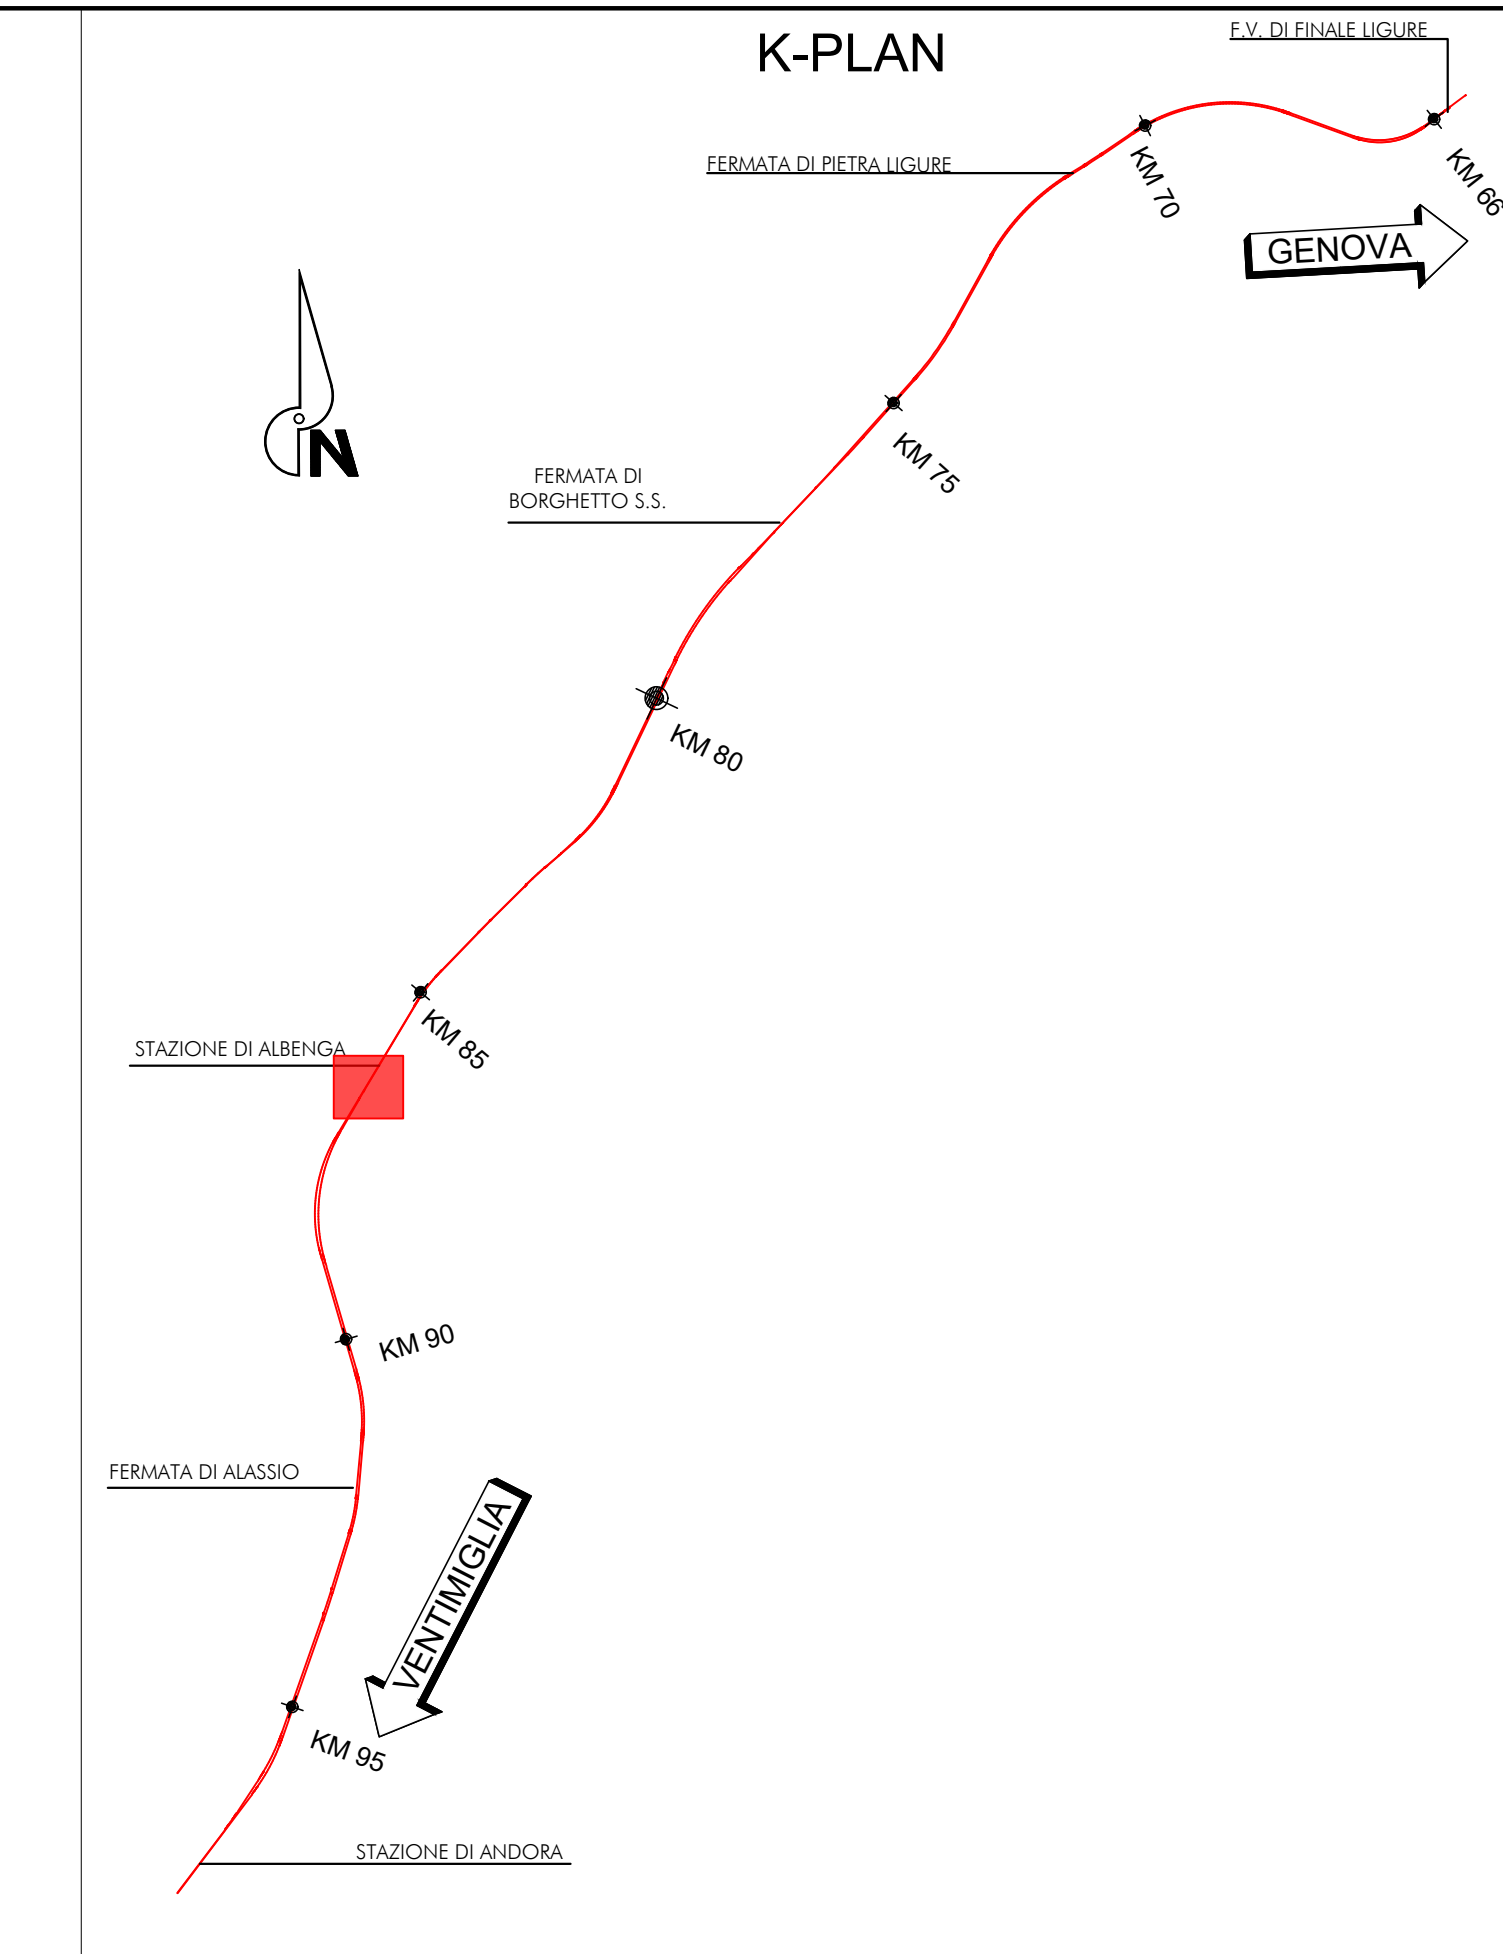 F.V. DI FINALE LIGURE
K-PLAN
FERMATA DI PIETRA LIGURE
KM 70
KM 66
GENOVA
N
KM 75
FERMATA DI
BORGHETTO S.S.
KM 80
KM 85
STAZIONE DI ALBENGA
KM 90
FERMATA DI ALASSIO
VENTIMIGLIA
KM 95
STAZIONE DI ANDORA